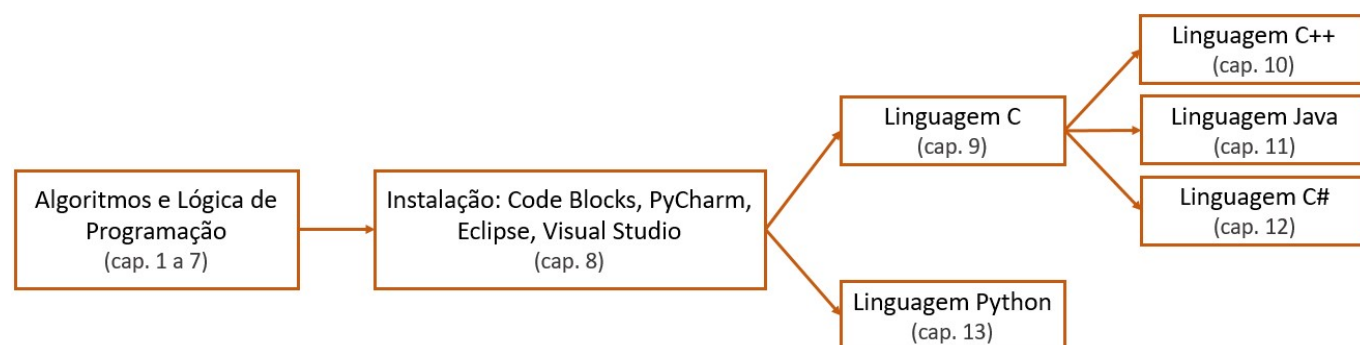 Algoritmos e Lógica de
Programação
(cap. 1 a 7)
Instalação: Code Blocks, PyCharm,
Eclipse, Visual Studio
(cap. 8)
Linguagem C
(cap. 9)
Linguagem Python
(cap. 13)
Linguagem C++
(cap. 10)
Linguagem Java
(cap. 11)
Linguagem C#
(cap. 12)